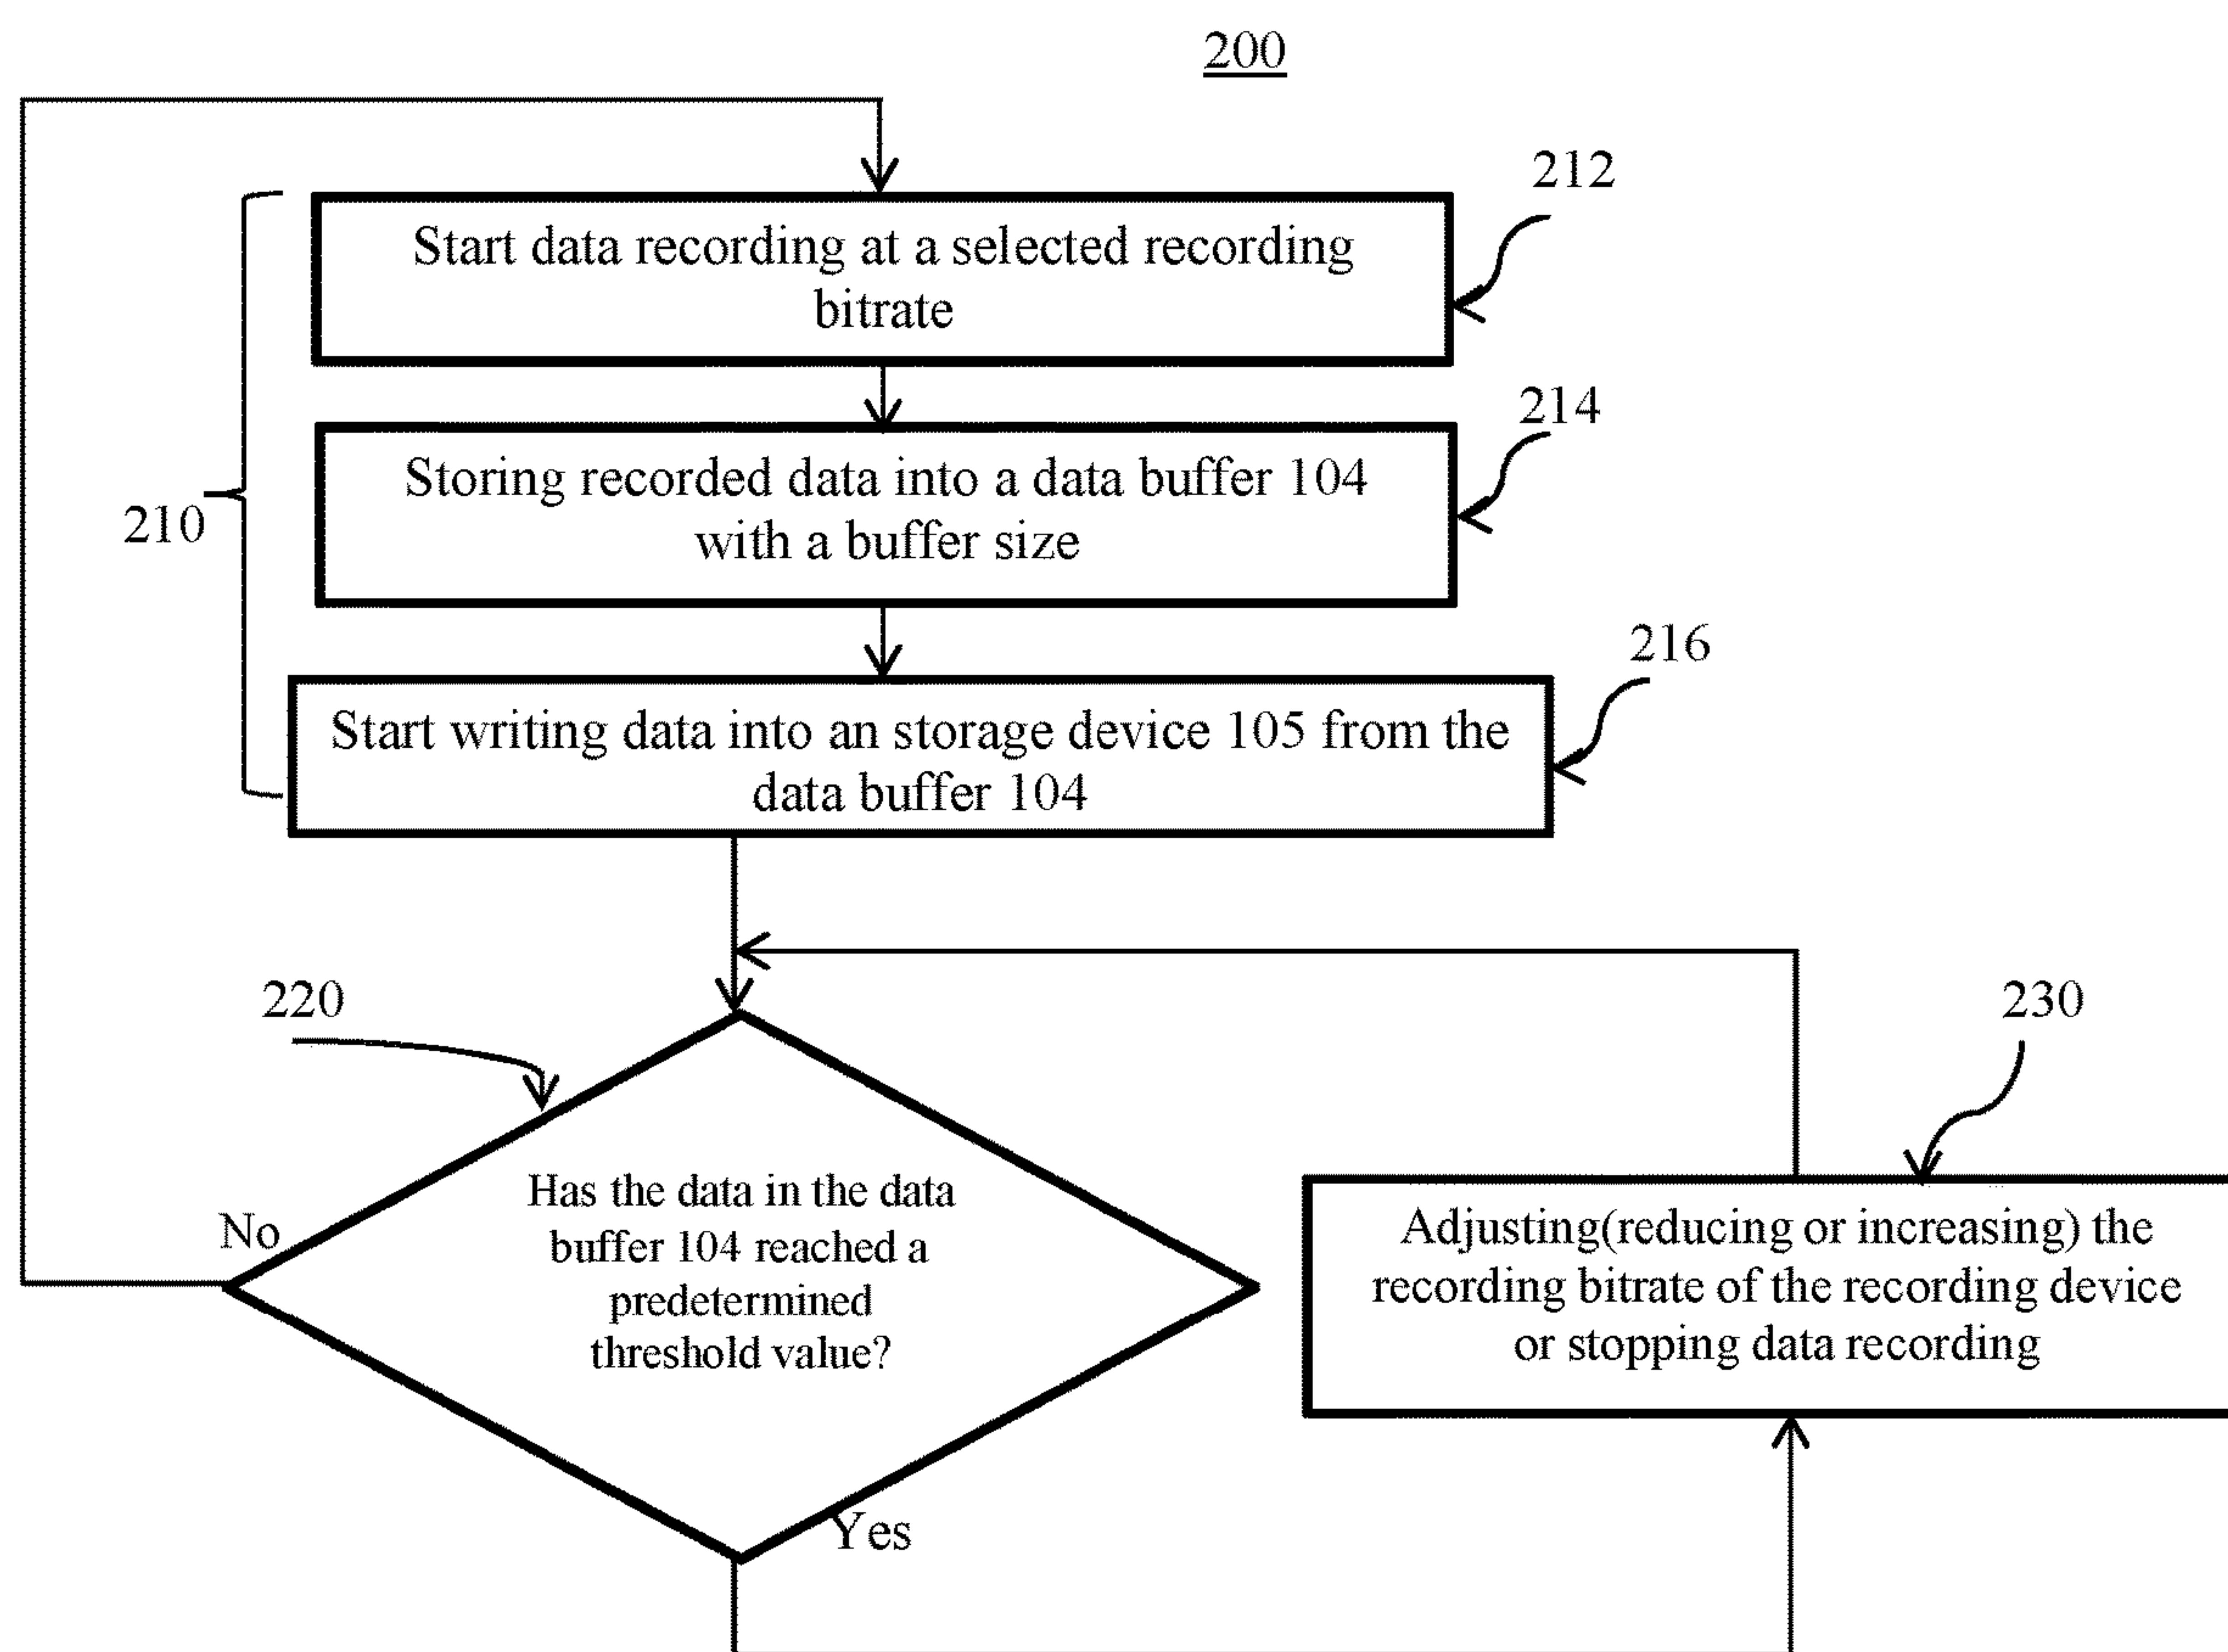 200
212
Start data recording at a selected recording
bitrate
214
Storing recorded data into a data buffer 104
with a buffer size
210
216
Start writing data into an storage device 105 from the
data buffer 104
220
230
Has the data in the data
buffer 104 reached a
predetermined
threshold value?
No
Adjusting(reducing or increasing) the
recording bitrate of the recording device
or stopping data recording
Yes